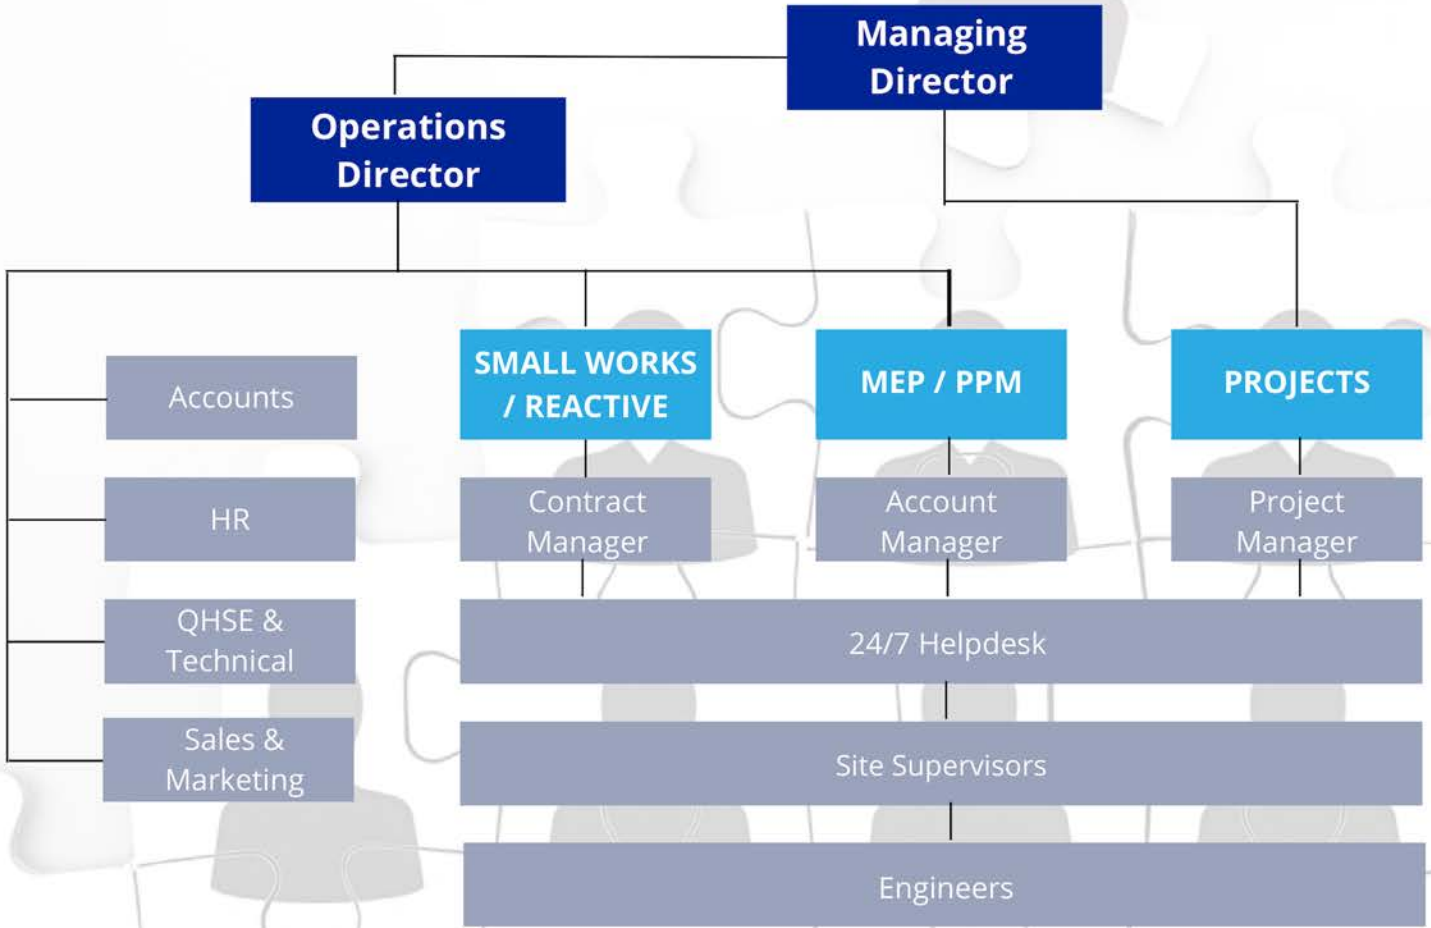 Managing
Director
Operations
Director
SMALL WORKS
/ REACTIVE
MEP / PPM
PROJECTS
Accounts
HR
QHSE &
Technical
Sales &
Marketing
Contract
Manager
Account
Manager
Project
Manager
24/7 Helpdesk
Site Supervisors
Engineers